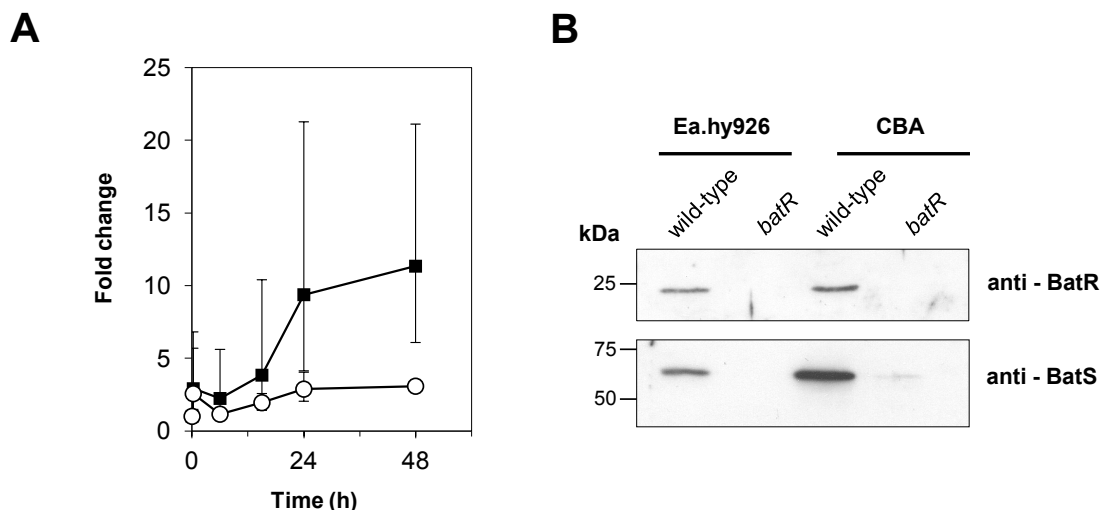 A
25
20
15
10
5
0
Fold change
0 24 48
Time (h)
B
Ea.hy926 CBA
wild-type batR wild-type batR
kDa
25
anti - BatR
75
50
anti - BatS